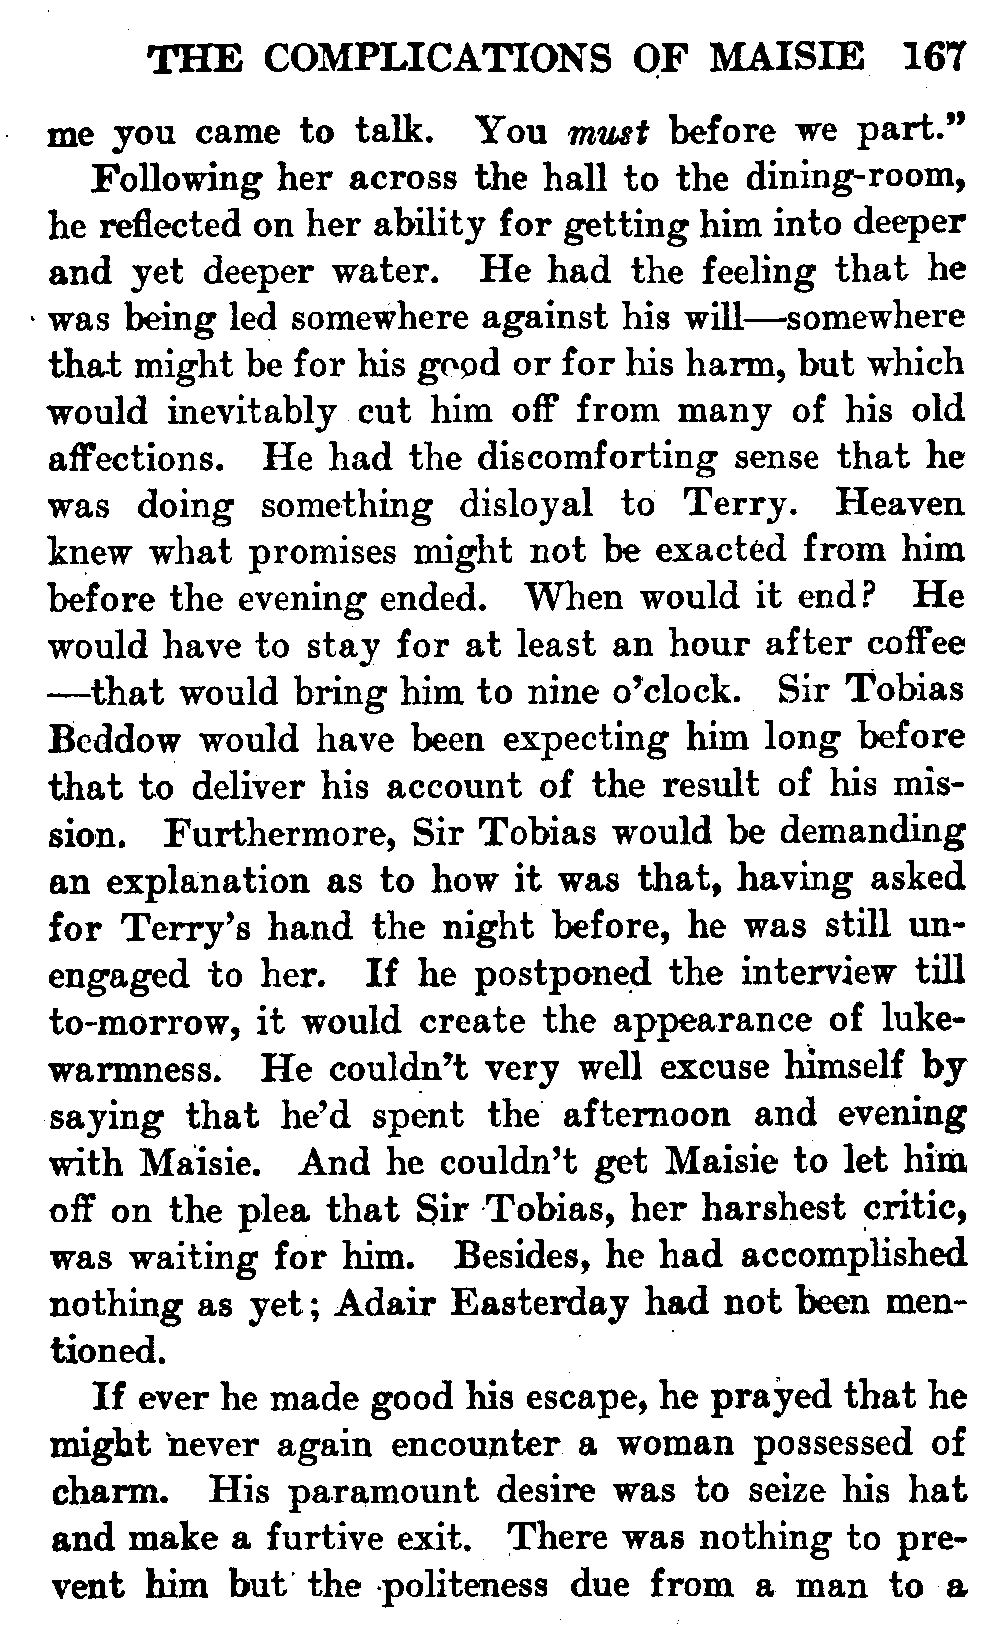 THE COMPLICATIONS OF MAISIE 167
me you came to talk. You must before we part."
Following her across the hall to the dining-room,
he reflected on her ability for getting him into deeper
and yet deeper water. He had the feeling that he
was being led somewhere against his will—somewhere
that might be for his good or for his harm, but which
would inevitably cut him off from many of his old
affections. He had the discomforting sense that he
was doing something disloyal to Terry. Heaven
knew what promises might not be exacted from him
before the evening ended. When would it end? He
would have to stay for at least an hour after coffee
—that would bring him to nine o'clock. Sir Tobias
Beddow would have been expecting him long before
that to deliver his account of the result of his mis-
sion. Furthermore, Sir Tobias would be demanding
an explanation as to how it was that, having asked
for Terry's hand the night before, he was still un-
engaged to her. If he postponed the interview till
to-morrow, it would create the appearance of luke-
warmness. He couldn't very well excuse himself by
saying that he'd spent the afternoon and evening
with Maisie. And he couldn't get Maisie to let him
off on the plea that Sir Tobias, her harshest critic,
was waiting for him. Besides, he had accomplished
nothing as yet; Adair Easterday had not been men-
tioned.
If ever he made good his escape, he prayed that he
might never again encounter a woman possessed of
charm. His paramount desire was to seize his hat
and make a furtive exit. There was nothing to pre-
vent him but the politeness due from a man to a